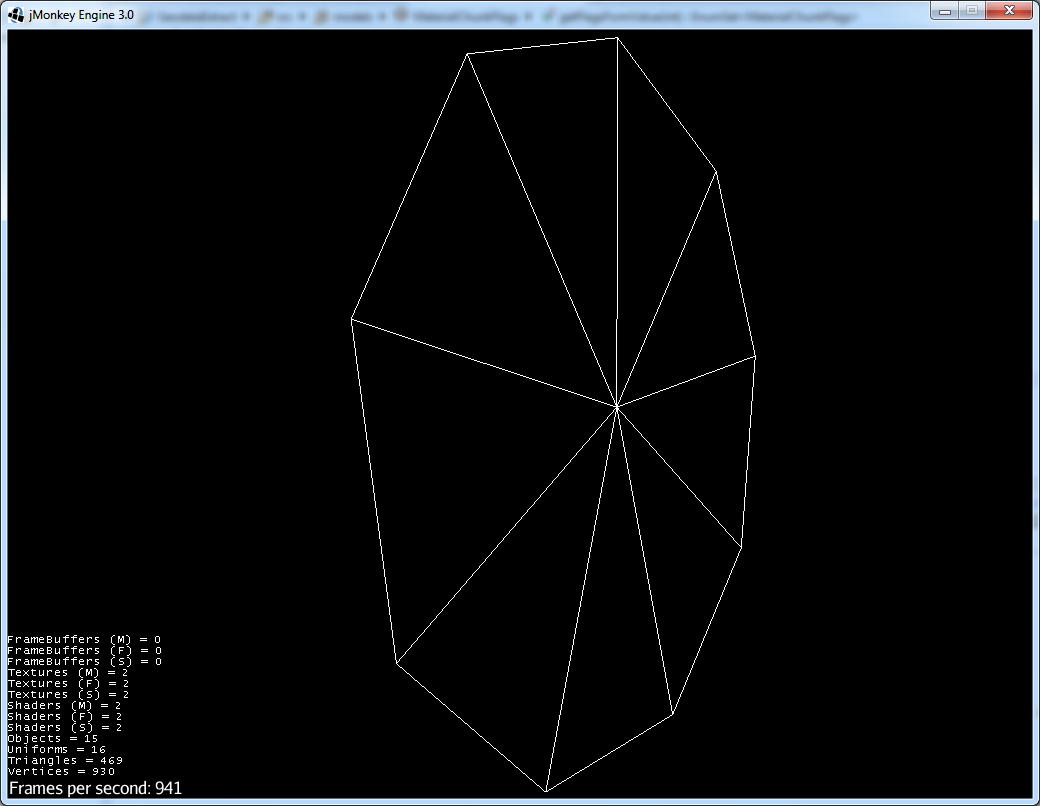 jMonkey Engine 3.0
FrameBuffers (M) = 0
FrameBuffers (F) = 0
FrameBuffers (S) = 0
Textures (M) = 2
Textures (F) = 2
Textures (S) = 2
Shaders (M) = 2
Shaders (F) = 2
Shaders (S) = 2
Objects = 15
Uniforms = 16
Triangles = 469
Vertices = 930
Frames per second: 941